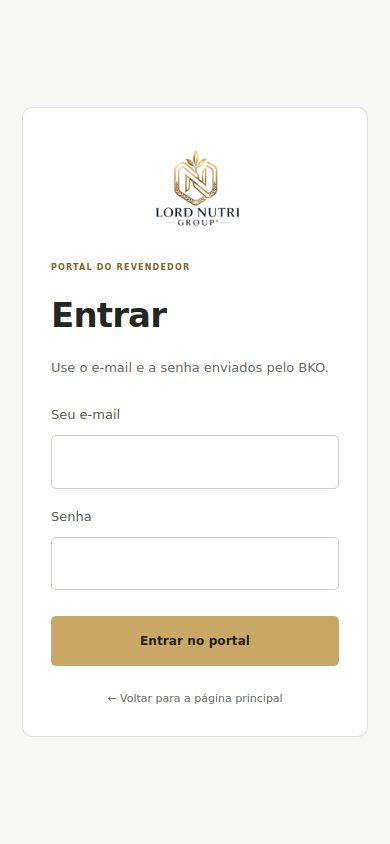 LORD NUTRI
GROUP®
PORTAL DO REVENDEDOR
Entrar
Use o e-mail e a senha enviados pelo BKO.
Seu e-mail
Senha
Entrar no portal
← Voltar para a página principal